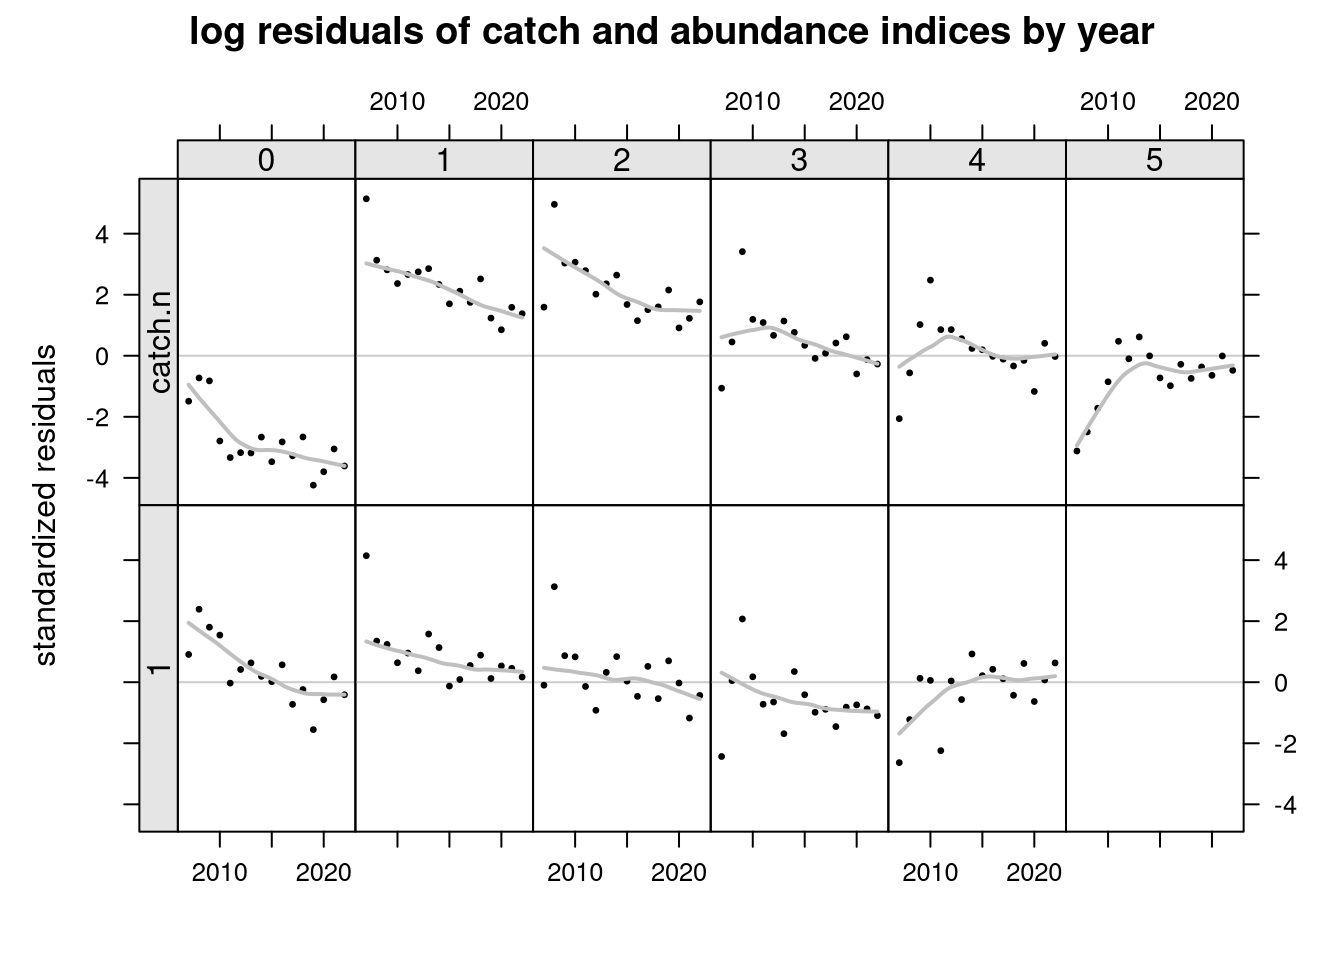 log residuals of catch and abundance indices by year
2010 2020 2010 2020 2010 2020
0 1 2 3 4 5
4
2
0
-2
-4
catch.n
standardized residuals
1
4
2
0
-2
-4
2010 2020 2010 2020 2010 2020